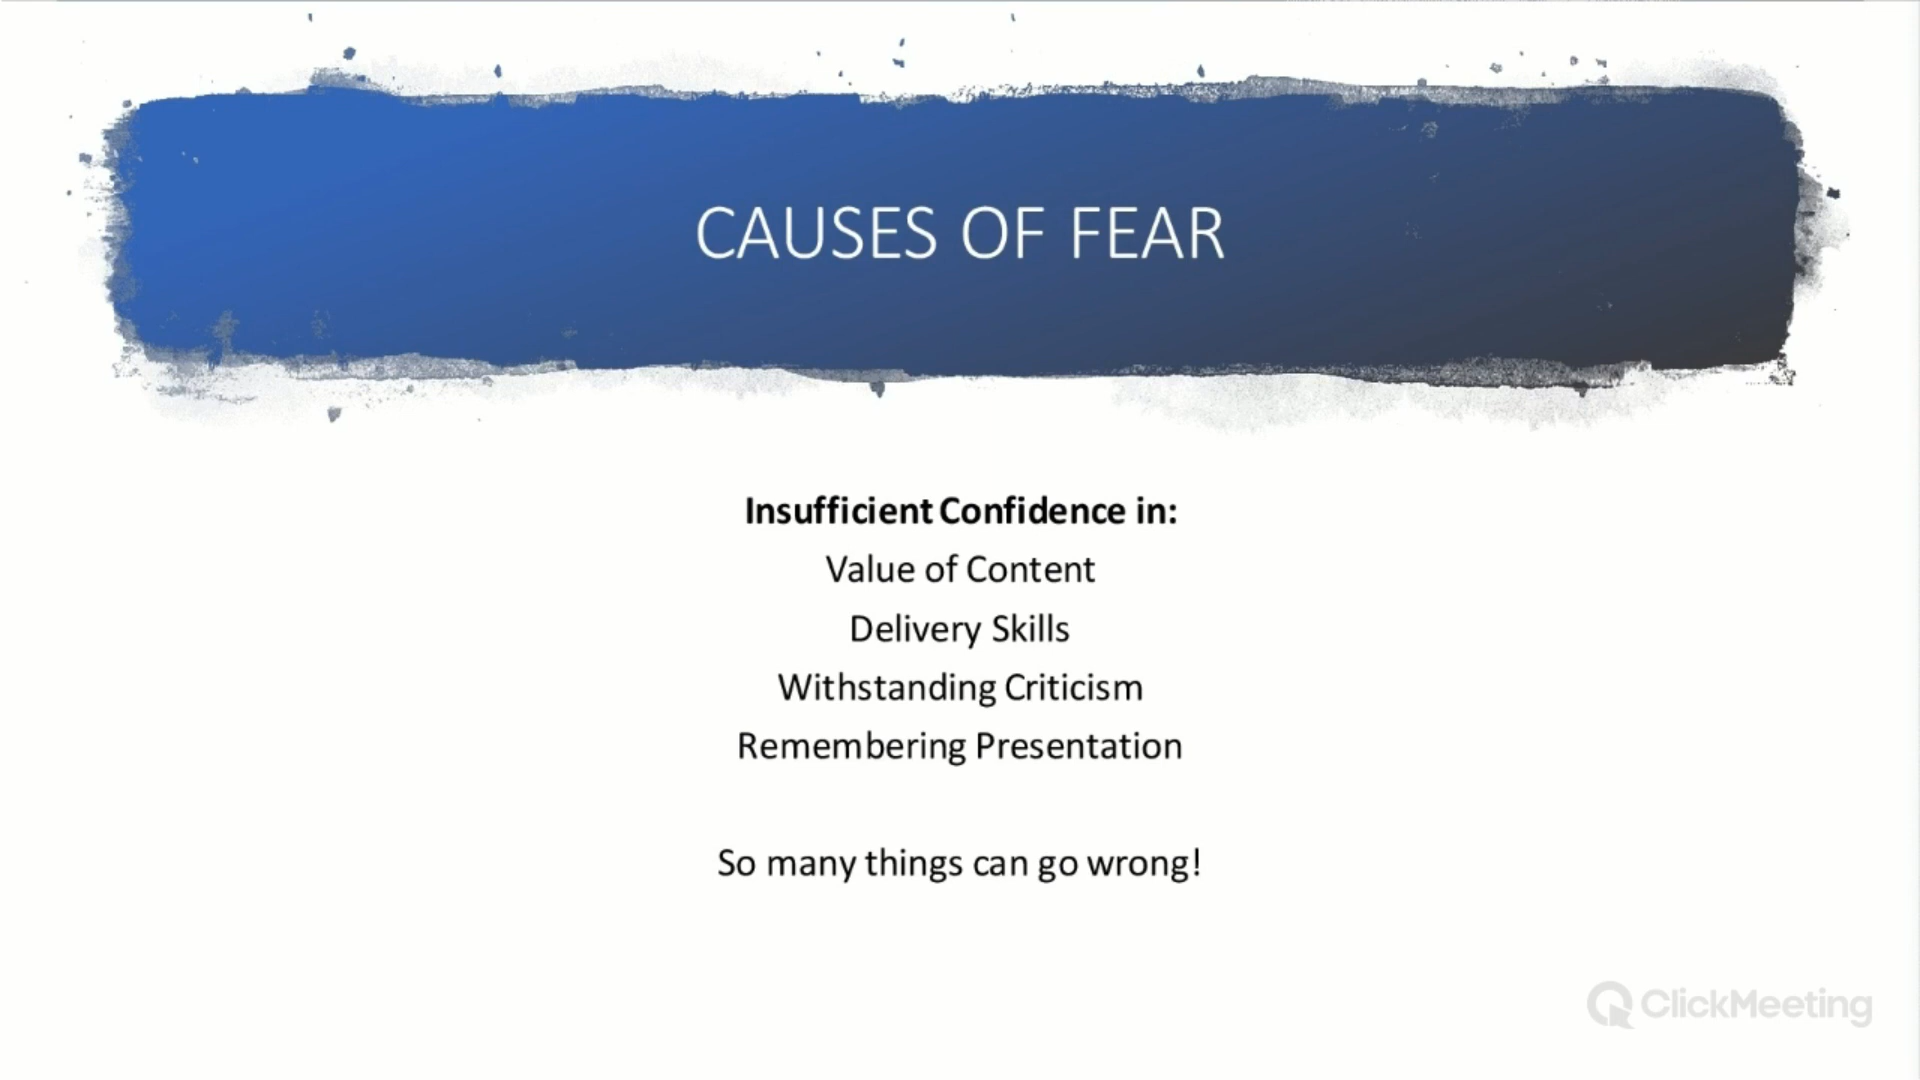 CAUSES OF FEAR
Insufficient Confidence in:
Value of Content
Delivery Skills
Withstanding Criticism
Remembering Presentation
So many things can go wrong!
ClickMeeting